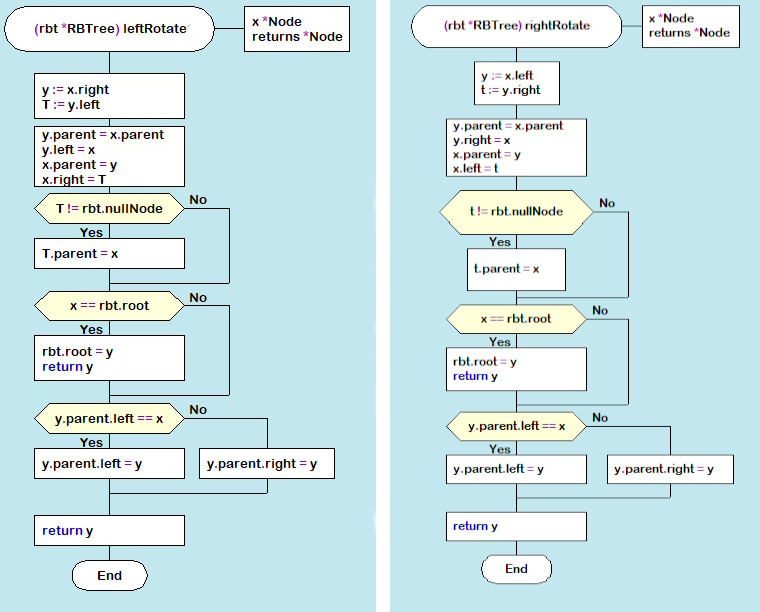 (rbt *RBTree) leftRotate
x *Node
returns *Node
y := x.right
T := y.left
y.parent = x.parent
y.left = x
x.parent = y
x.right = T
T != rbt.nullNode
No
Yes
T.parent = x
x == rbt.root
No
Yes
rbt.root = y
return y
y.parent.left == x
No
Yes
y.parent.left = y
y.parent.right = y
return y
End
(rbt *RBTree) rightRotate
x *Node
returns *Node
y := x.left
t := y.right
y.parent = x.parent
y.right = x
x.parent = y
x.left = t
t != rbt.nullNode
No
Yes
t.parent = x
x == rbt.root
No
Yes
rbt.root = y
return y
y.parent.left == x
No
Yes
y.parent.left = y
y.parent.right = y
return y
End